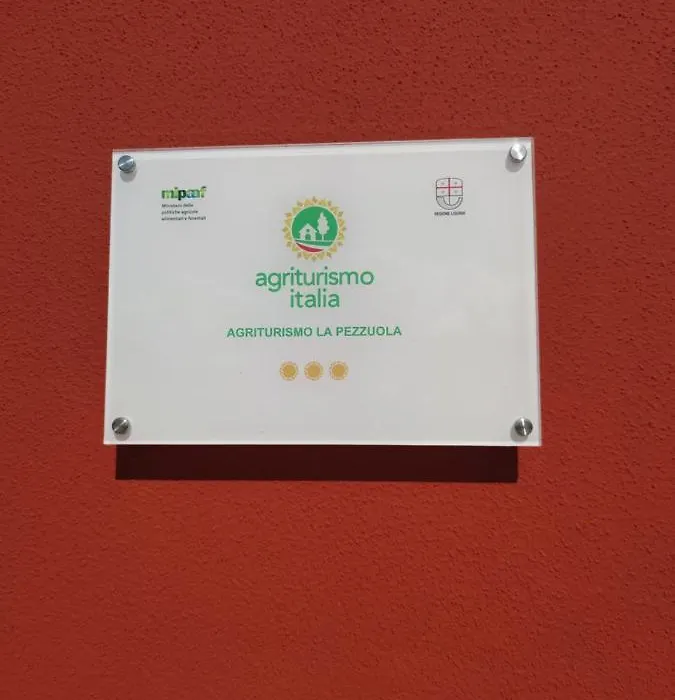 mipaaf
Ministero delle
politiche agricole
alimentari e forestali
REGIONE LIGURIA
agriturismo
italia
AGRITURISMO LA PEZZUOLA